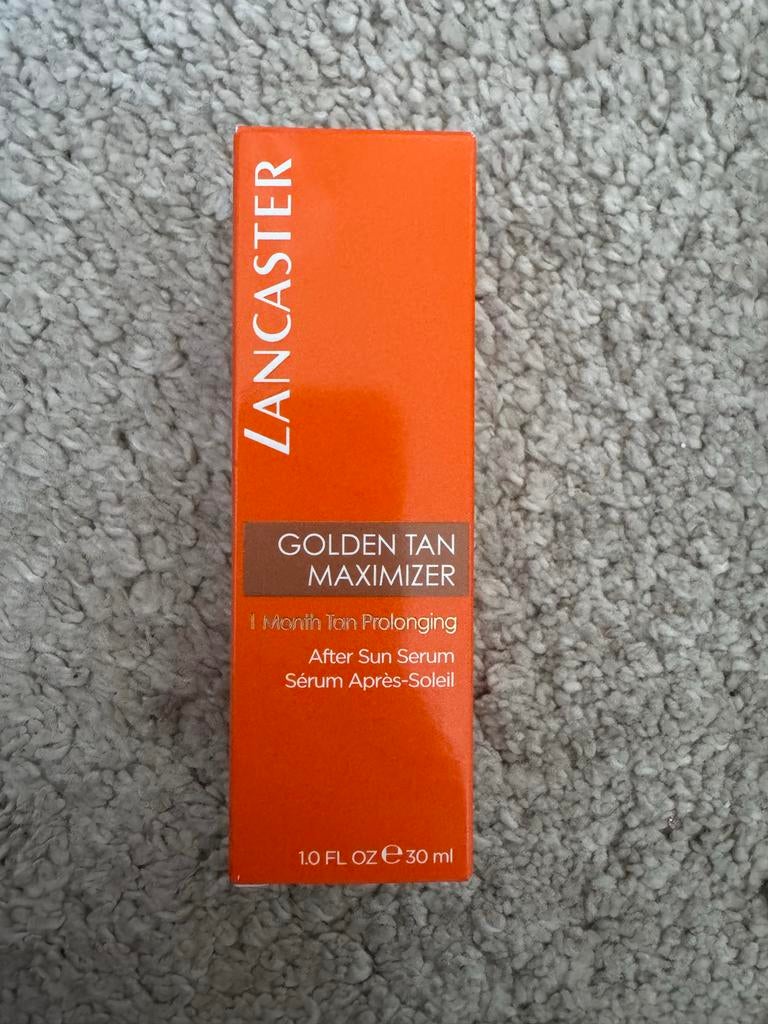 LANCASTER
GOLDEN TAN
MAXIMIZER
1 Month Tan Prolonging
After Sun Serum
Sérum Après-Soleil
1.0 FL OZ ℮ 30 ml